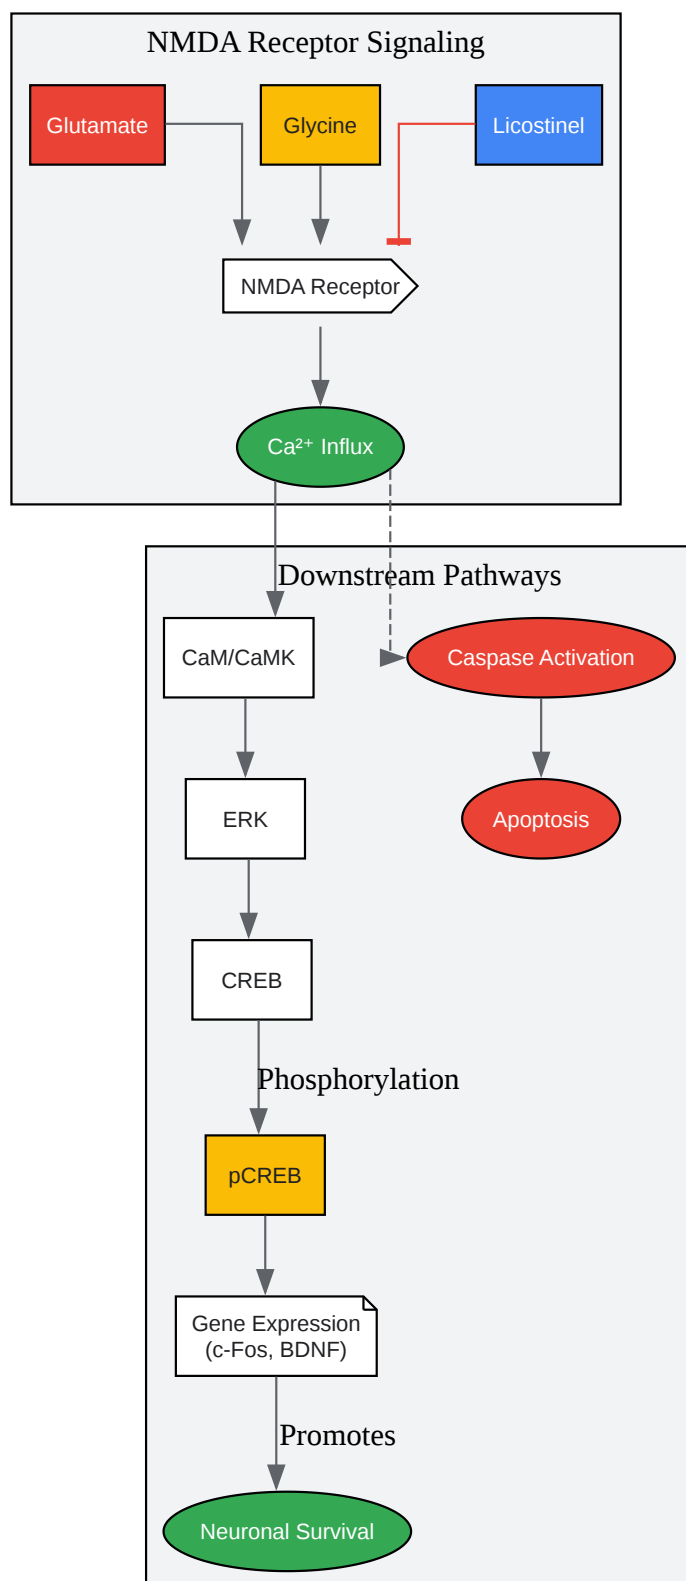 NMDA Receptor Signaling
Glutamate
Glycine
Licostinel
NMDA Receptor
Ca²⁺ Influx
Downstream Pathways
CaM/CaMK
Caspase Activation
ERK
Apoptosis
CREB
Phosphorylation
pCREB
Gene Expression
(c-Fos, BDNF)
Promotes
Neuronal Survival